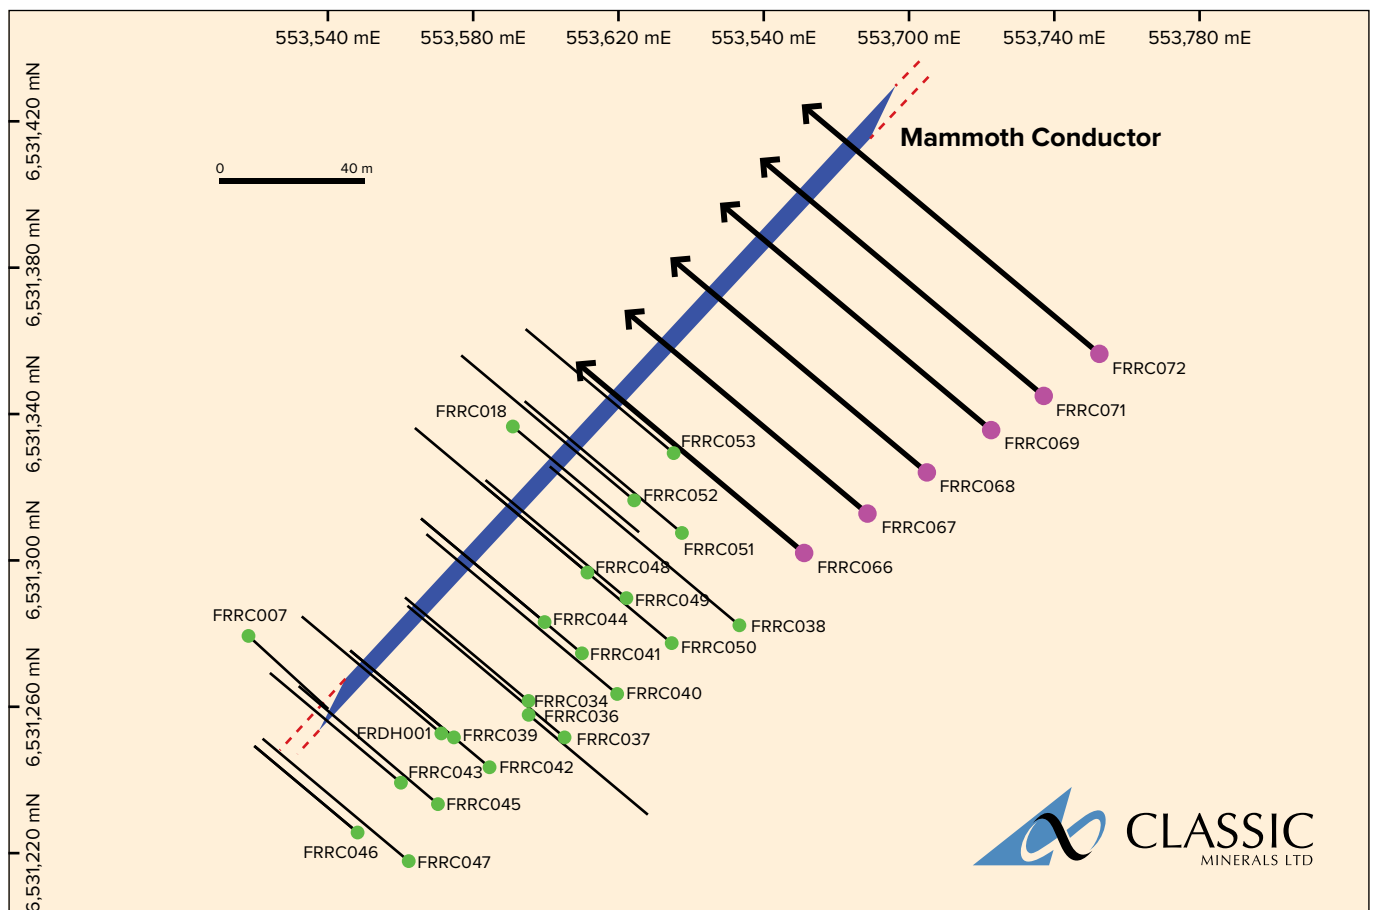 553,540 mE
553,580 mE
553,620 mE
553,540 mE
553,700 mE
553,740 mE
553,780 mE
6,531,420 mN
6,531,380 mN
6,531,340 mN
6,531,300 mN
6,531,260 mN
6,531,220 mN
0
40 m
Mammoth Conductor
FRRC072
FRRC071
FRRC018
FRRC053
FRRC069
FRRC068
FRRC052
FRRC067
FRRC051
FRRC066
FRRC048
FRRC049
FRRC007
FRRC044
FRRC038
FRRC050
FRRC041
FRRC040
FRRC034
FRRC036
FRDH001
FRRC039
FRRC037
FRRC042
FRRC043
FRRC045
FRRC046
FRRC047
CLASSIC
MINERALS LTD